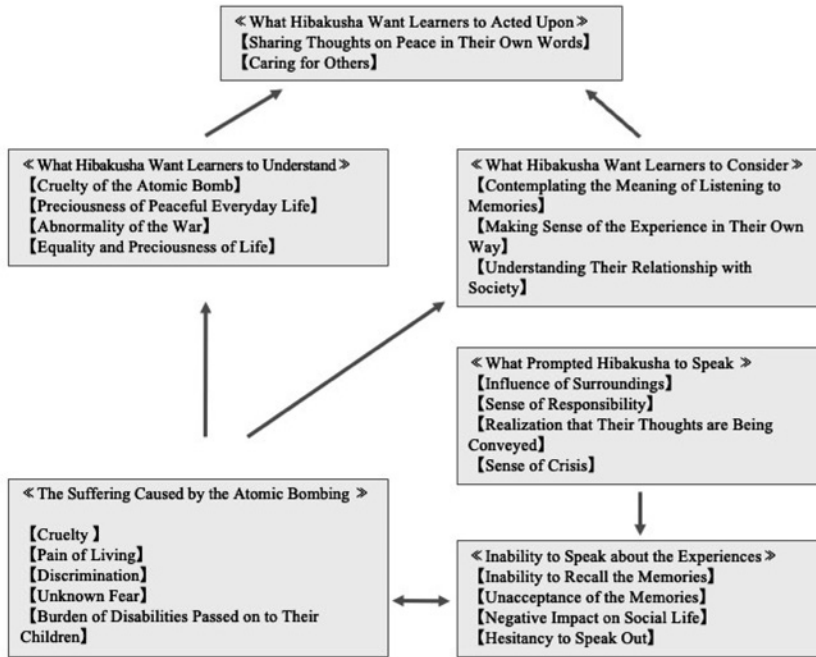 ≪What Hibakusha Want Learners to Acted Upon≫
【Sharing Thoughts on Peace in Their Own Words】
【Caring for Others】
≪What Hibakusha Want Learners to Understand≫
【Cruelty of the Atomic Bomb】
【Preciousness of Peaceful Everyday Life】
【Abnormality of the War】
【Equality and Preciousness of Life】
≪What Hibakusha Want Learners to Consider≫
【Contemplating the Meaning of Listening to
Memories】
【Making Sense of the Experience in Their Own
Way】
【Understanding Their Relationship with
Society】
≪What Prompted Hibakusha to Speak ≫
【Influence of Surroundings】
【Sense of Responsibility】
【Realization that Their Thoughts are Being
Conveyed】
【Sense of Crisis】
≪The Suffering Caused by the Atomic Bombing ≫
【Cruelty 】
【Pain of Living】
【Discrimination】
【Unknown Fear】
【Burden of Disabilities Passed on to Their
Children】
≪Inability to Speak about the Experiences≫
【Inability to Recall the Memories】
【Unacceptance of the Memories】
【Negative Impact on Social Life】
【Hesitancy to Speak Out】